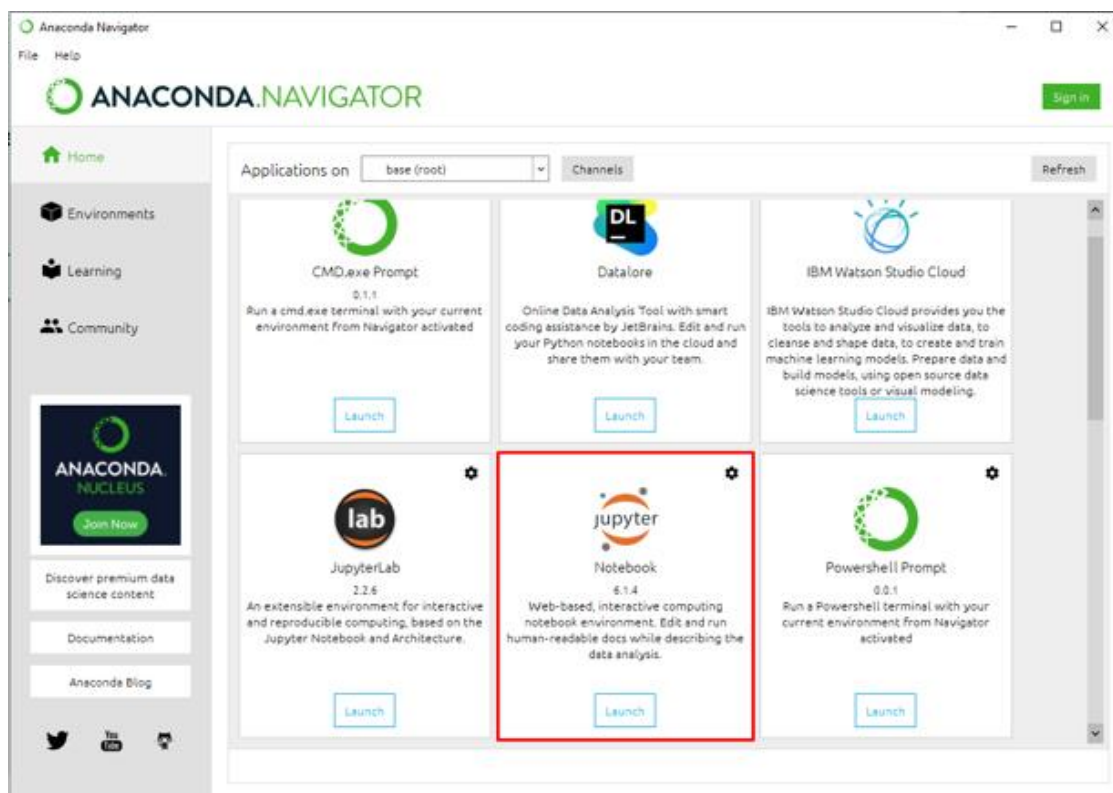 Anaconda Navigator
File Help
ANACONDA.NAVIGATOR
Sign in
Home
Environments
Learning
Community
ANACONDA.
NUCLEUS
Join Now
Discover premium data
science content
Documentation
Anaconda Blog
You
Tube
Applications on base (root) Channels Refresh
CMD.exe Prompt
0.1.1
Run a cmd.exe terminal with your current
environment from Navigator activated
Launch
DL
Datalore
Online Data Analysis Tool with smart
coding assistance by JetBrains. Edit and run
your Python notebooks in the cloud and
share them with your team.
Launch
IBM Watson Studio Cloud
IBM Watson Studio Cloud provides you the
tools to analyze and visualize data, to
cleanse and shape data, to create and train
machine learning models. Prepare data and
build models, using open source data
science tools or visual modeling.
Launch
lab
JupyterLab
2.2.6
An extensible environment for interactive
and reproducible computing, based on the
Jupyter Notebook and Architecture.
Launch
jupyter
Notebook
6.1.4
Web-based, interactive computing
notebook environment. Edit and run
human-readable docs while describing the
data analysis.
Launch
Powershell Prompt
0.0.1
Run a Powershell terminal with your
current environment from Navigator
activated
Launch